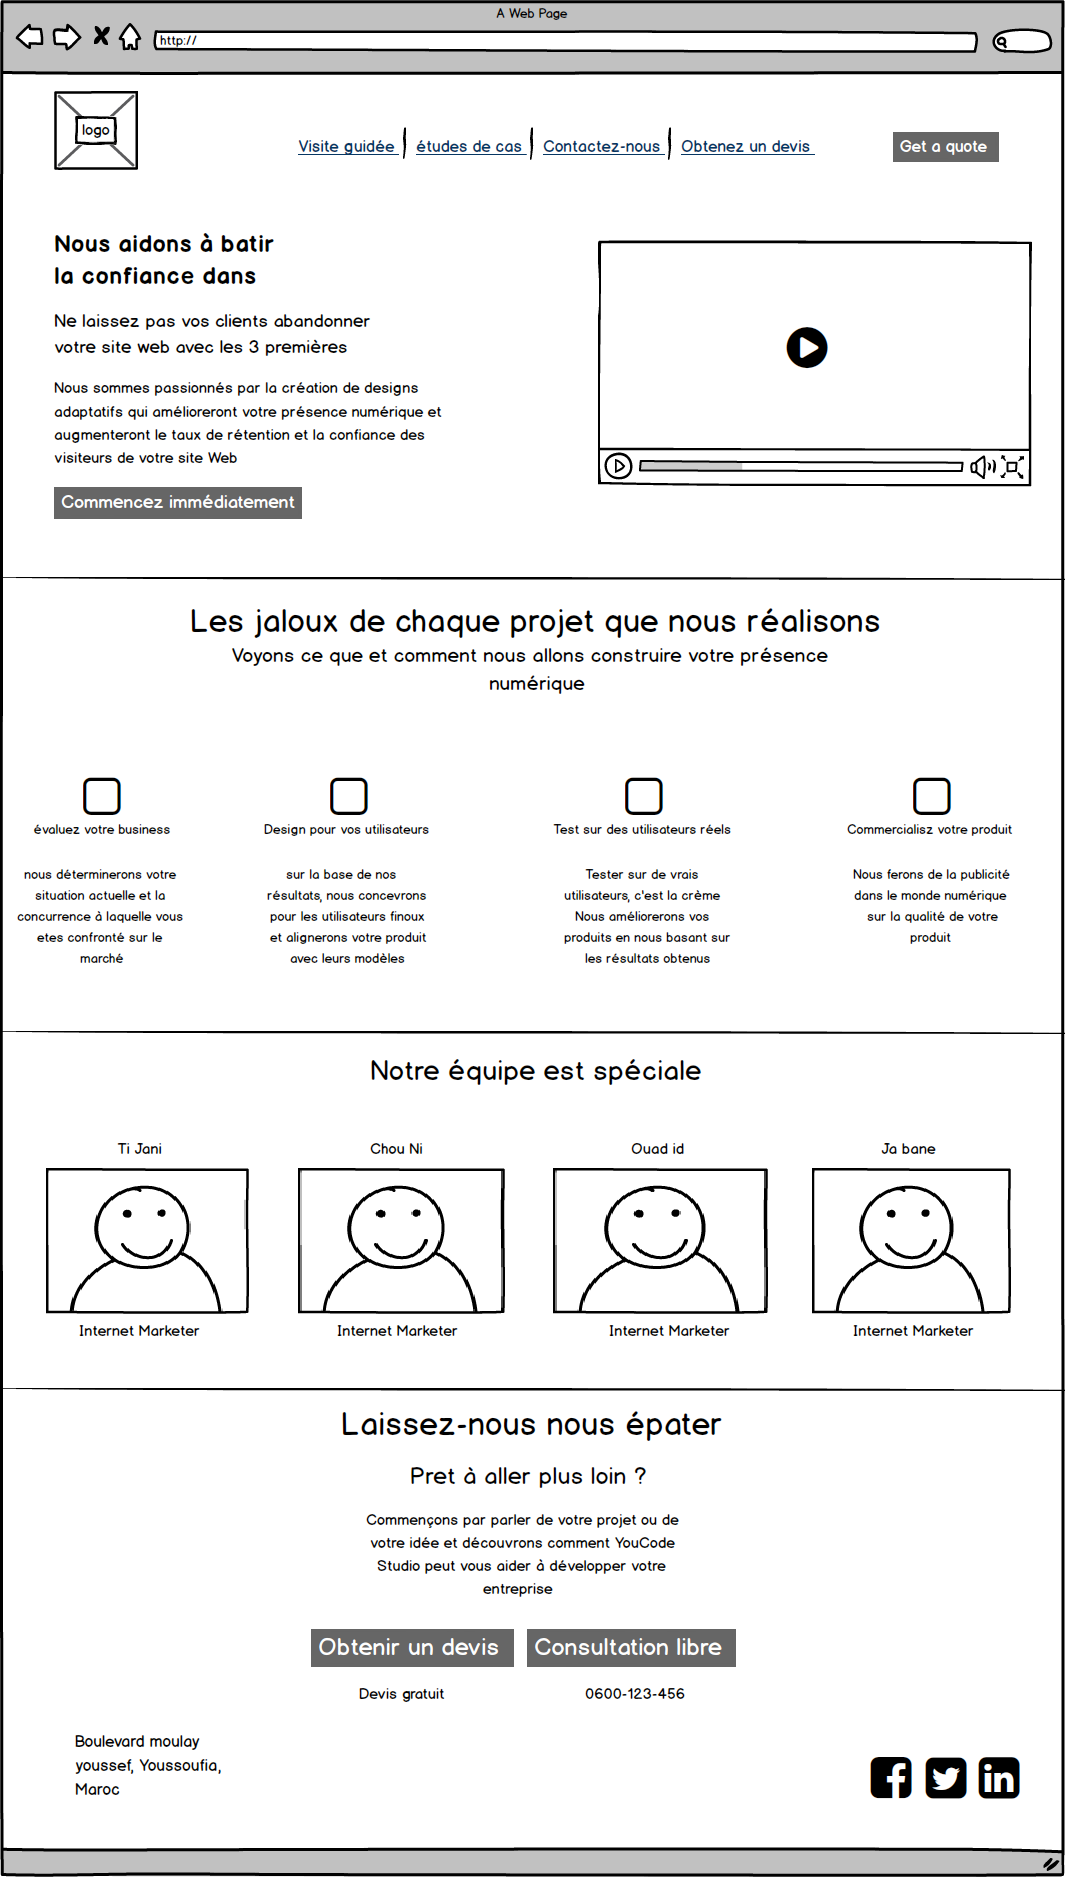 A Web Page
http://
logo
Visite guidée études de cas Contactez-nous Obtenez un devis Get a quote
Nous aidons à batir
la confiance dans
Ne laissez pas vos clients abandonner
votre site web avec les 3 premières
Nous sommes passionnés par la création de designs
adaptatifs qui amélioreront votre présence numérique et
augmenteront le taux de rétention et la confiance des
visiteurs de votre site Web
Commencez immédiatement
Les jaloux de chaque projet que nous réalisons
Voyons ce que et comment nous allons construire votre présence
numérique
évaluez votre business
nous déterminerons votre
situation actuelle et la
concurrence à laquelle vous
etes confronté sur le
marché
Design pour vos utilisateurs
sur la base de nos
résultats, nous concevrons
pour les utilisateurs finoux
et alignerons votre produit
avec leurs modèles
Test sur des utilisateurs réels
Tester sur de vrais
utilisateurs, c'est la crème
Nous améliorerons vos
produits en nous basant sur
les résultats obtenus
Commercialisz votre produit
Nous ferons de la publicité
dans le monde numérique
sur la qualité de votre
produit
Notre équipe est spéciale
Ti Jani
Internet Marketer
Chou Ni
Internet Marketer
Ouad id
Internet Marketer
Ja bane
Internet Marketer
Laissez-nous nous épater
Pret à aller plus loin ?
Commençons par parler de votre projet ou de
votre idée et découvrons comment YouCode
Studio peut vous aider à développer votre
entreprise
Obtenir un devis
Consultation libre
Devis gratuit
0600-123-456
Boulevard moulay
youssef, Youssoufia,
Maroc